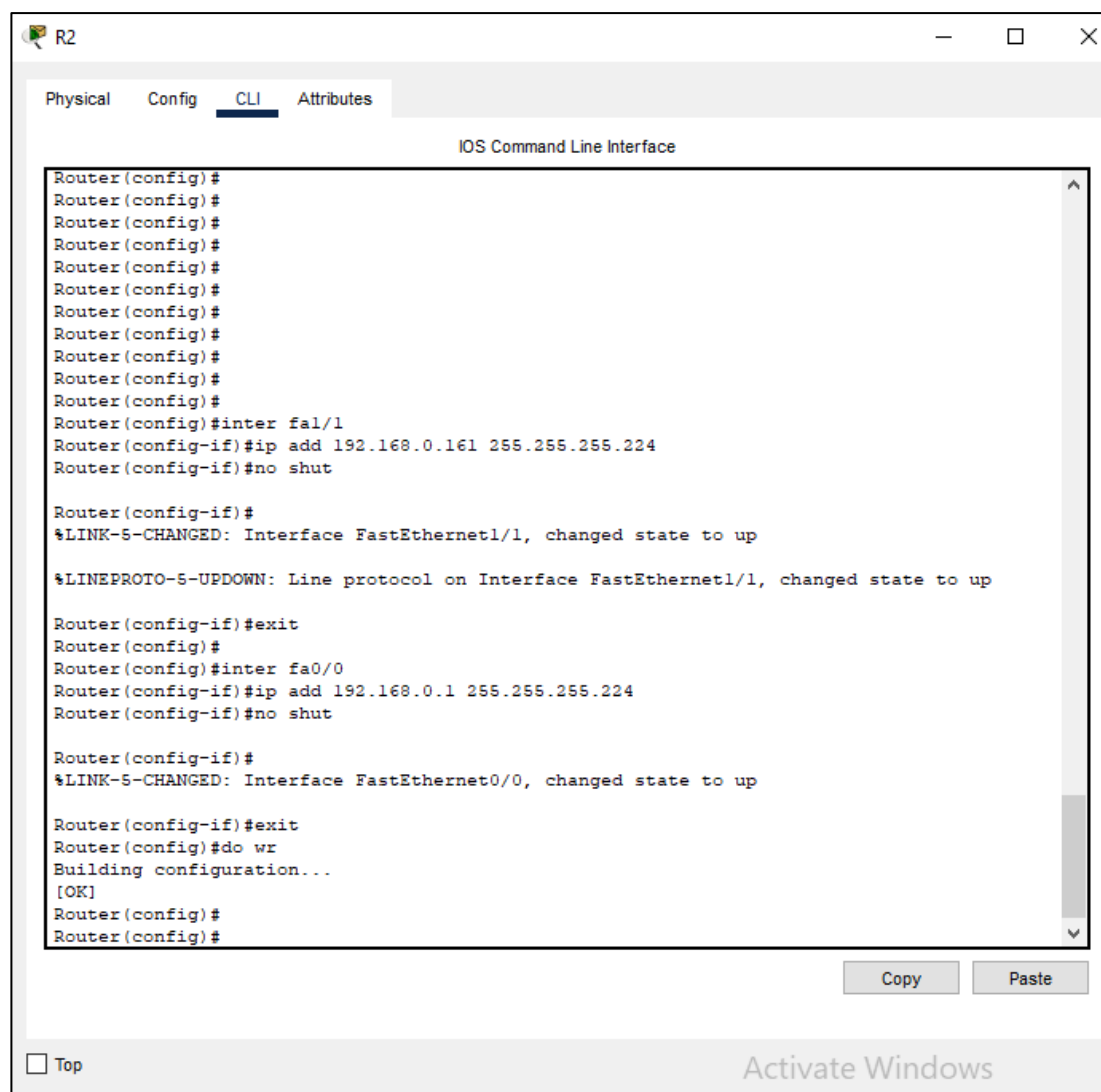 R2
Physical Config CLI Attributes
IOS Command Line Interface
Router(config)#
Router(config)#
Router(config)#
Router(config)#
Router(config)#
Router(config)#
Router(config)#
Router(config)#
Router(config)#
Router(config)#
Router(config)#
Router(config)#inter fa1/1
Router(config-if)#ip add 192.168.0.161 255.255.255.224
Router(config-if)#no shut
Router(config-if)#
%LINK-5-CHANGED: Interface FastEthernet1/1, changed state to up
%LINEPROTO-5-UPDOWN: Line protocol on Interface FastEthernet1/1, changed state to up
Router(config-if)#exit
Router(config)#
Router(config)#inter fa0/0
Router(config-if)#ip add 192.168.0.1 255.255.255.224
Router(config-if)#no shut
Router(config-if)#
%LINK-5-CHANGED: Interface FastEthernet0/0, changed state to up
Router(config-if)#exit
Router(config)#do wr
Building configuration...
[OK]
Router(config)#
Router(config)#
Copy Paste
Top
Activate Windows